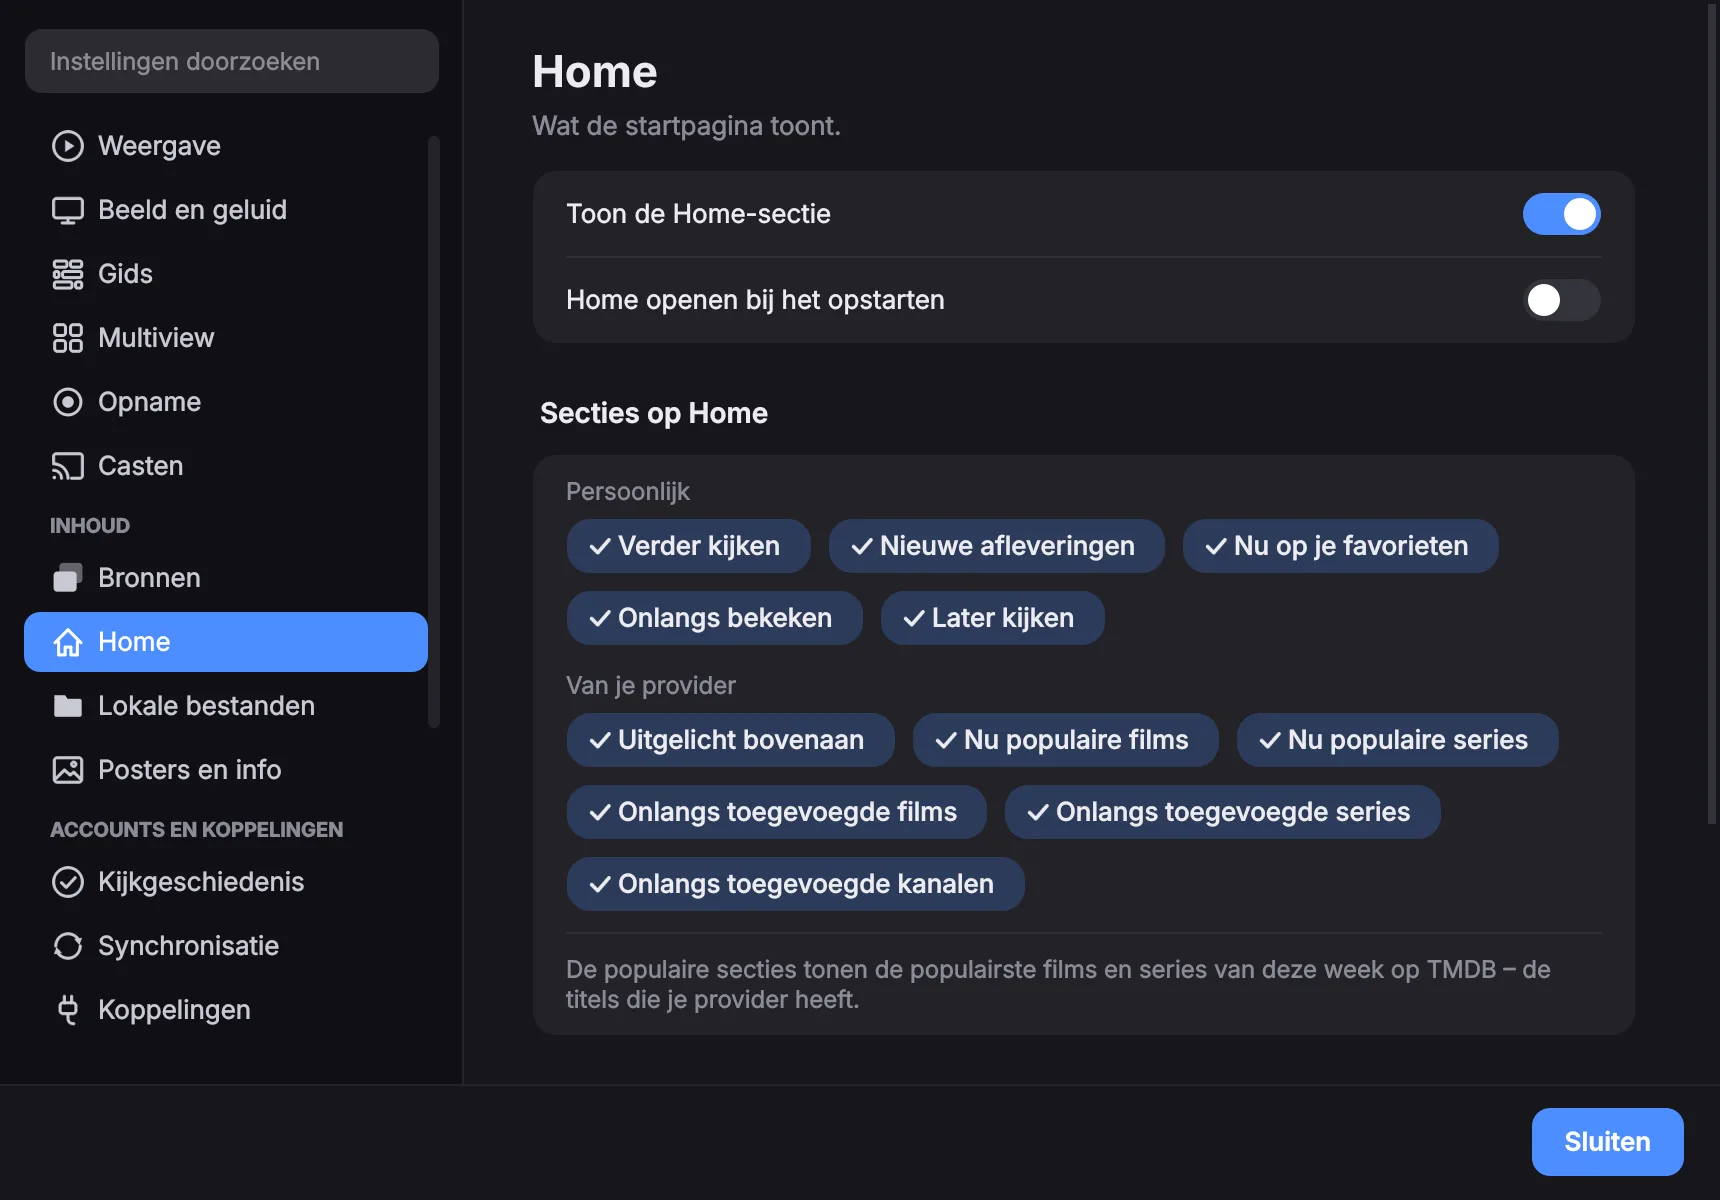 Instellingen doorzoeken
Weergave
Beeld en geluid
Gids
Multiview
Opname
Casten
INHOUD
Bronnen
Home
Lokale bestanden
Posters en info
ACCOUNTS EN KOPPELINGEN
Kijkgeschiedenis
Synchronisatie
Koppelingen
Home
Wat de startpagina toont.
Toon de Home-sectie
Home openen bij het opstarten
Secties op Home
Persoonlijk
Verder kijken
Nieuwe afleveringen
Nu op je favorieten
Onlangs bekeken
Later kijken
Van je provider
Uitgelicht bovenaan
Nu populaire films
Nu populaire series
Onlangs toegevoegde films
Onlangs toegevoegde series
Onlangs toegevoegde kanalen
De populaire secties tonen de populairste films en series van deze week op TMDB – de
titels die je provider heeft.
Sluiten